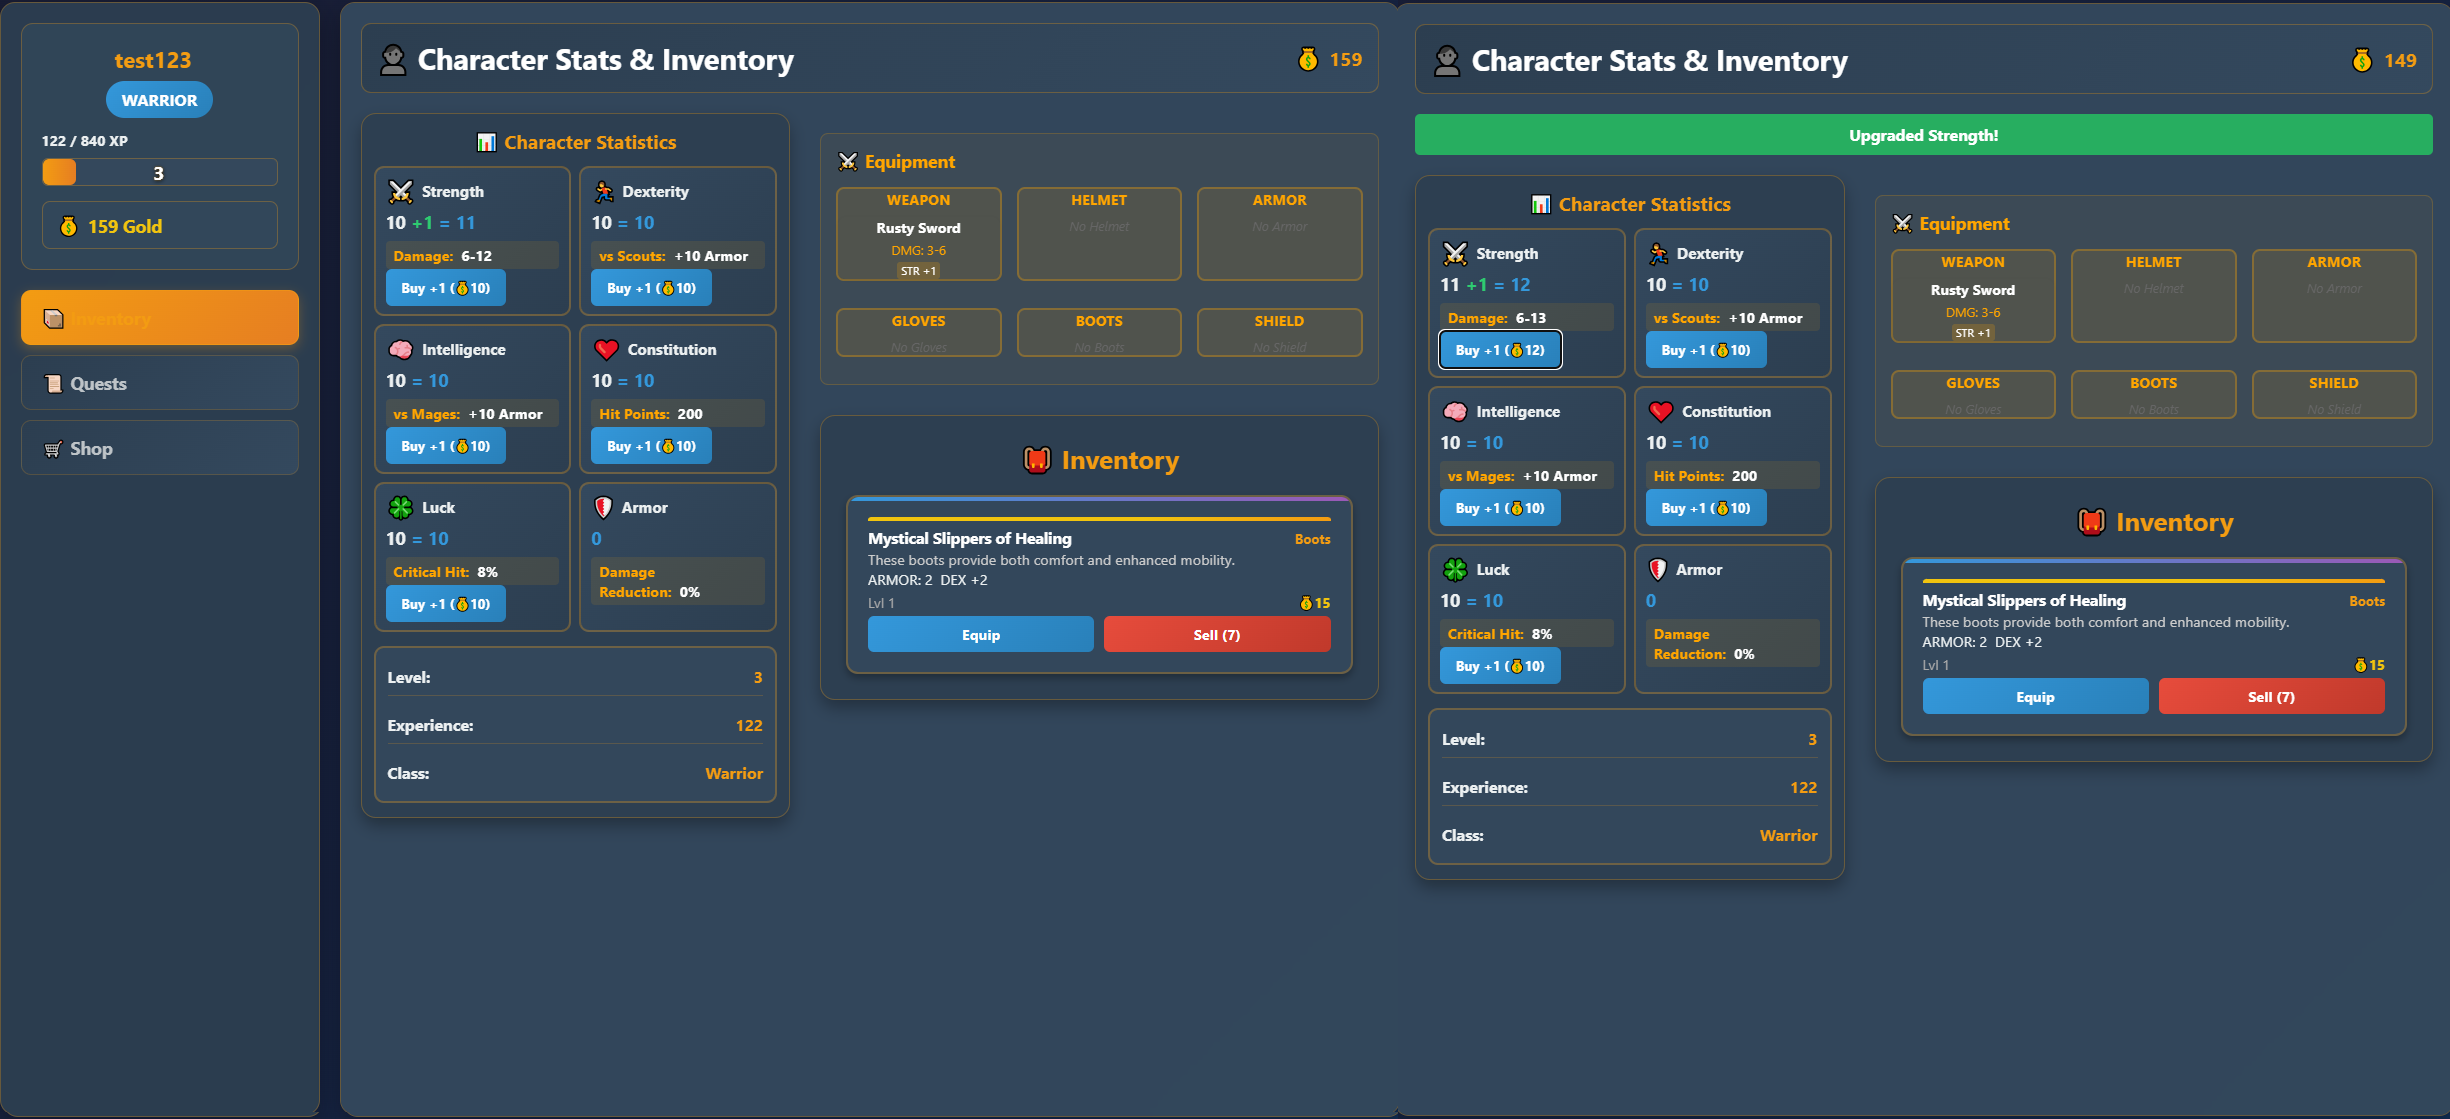 test123
WARRIOR
122 / 840 XP
3
159 Gold
Inventory
Quests
Shop
Character Stats & Inventory
159
Character Statistics
Strength
10 +1 = 11
Damage: 6-12
Buy +1 (💰10)
Dexterity
10 = 10
vs Scouts: +10 Armor
Buy +1 (💰10)
Intelligence
10 = 10
vs Mages: +10 Armor
Buy +1 (💰10)
Constitution
10 = 10
Hit Points: 200
Buy +1 (💰10)
Luck
10 = 10
Critical Hit: 8%
Buy +1 (💰10)
Armor
0
Damage
Reduction: 0%
Level: 3
Experience: 122
Class: Warrior
Equipment
WEAPON
Rusty Sword
DMG: 3-6
STR +1
HELMET
No Helmet
ARMOR
No Armor
GLOVES
No Gloves
BOOTS
No Boots
SHIELD
No Shield
Inventory
Mystical Slippers of Healing Boots
These boots provide both comfort and enhanced mobility.
ARMOR: 2 DEX +2
Lvl 1 💰15
Equip Sell (7)
Character Stats & Inventory
149
Upgraded Strength!
Character Statistics
Strength
11 +1 = 12
Damage: 6-13
Buy +1 (💰12)
Dexterity
10 = 10
vs Scouts: +10 Armor
Buy +1 (💰10)
Intelligence
10 = 10
vs Mages: +10 Armor
Buy +1 (💰10)
Constitution
10 = 10
Hit Points: 200
Buy +1 (💰10)
Luck
10 = 10
Critical Hit: 8%
Buy +1 (💰10)
Armor
0
Damage
Reduction: 0%
Level: 3
Experience: 122
Class: Warrior
Equipment
WEAPON
Rusty Sword
DMG: 3-6
STR +1
HELMET
No Helmet
ARMOR
No Armor
GLOVES
No Gloves
BOOTS
No Boots
SHIELD
No Shield
Inventory
Mystical Slippers of Healing Boots
These boots provide both comfort and enhanced mobility.
ARMOR: 2 DEX +2
Lvl 1 💰15
Equip Sell (7)